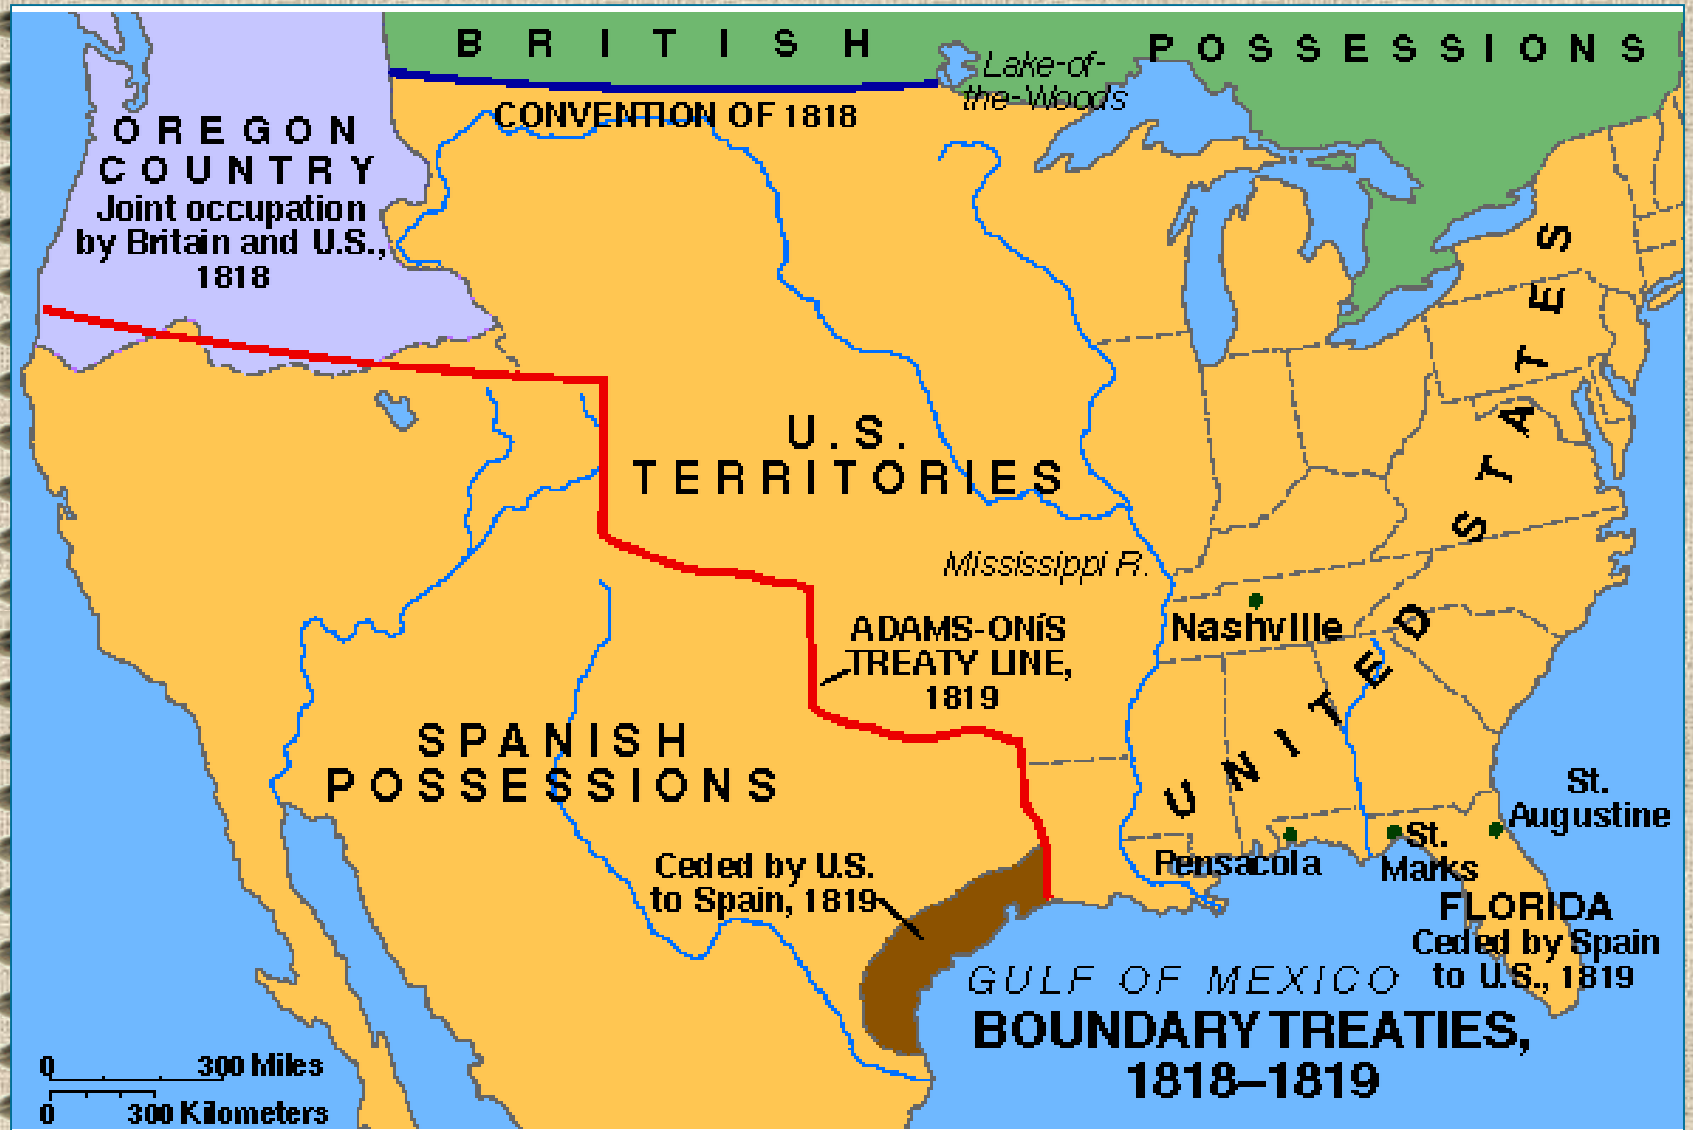 BRITISH POSSESSIONS
Lake-of-
the-Woods
CONVENTION OF 1818
OREGON
COUNTRY
Joint occupation
by Britain and U.S.,
1818
U.S.
TERRITORIES
UNITED STATES
Mississippi R.
Nashville
ADAMS-ONíS
TREATY LINE,
1819
SPANISH
POSSESSIONS
St.
Augustine
St.
Marks
Pensacola
Ceded by U.S.
to Spain, 1819
FLORIDA
Ceded by Spain
to U.S., 1819
GULF OF MEXICO
BOUNDARY TREATIES,
1818–1819
0 300 Miles
0 300 Kilometers